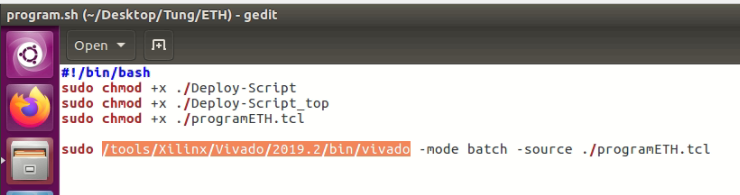 program.sh (~/Desktop/Tung/ETH) - gedit
Open
#!/bin/bash
sudo chmod +x ./Deploy-Script
sudo chmod +x ./Deploy-Script_top
sudo chmod +x ./programETH.tcl
sudo /tools/Xilinx/Vivado/2019.2/bin/vivado -mode batch -source ./programETH.tcl